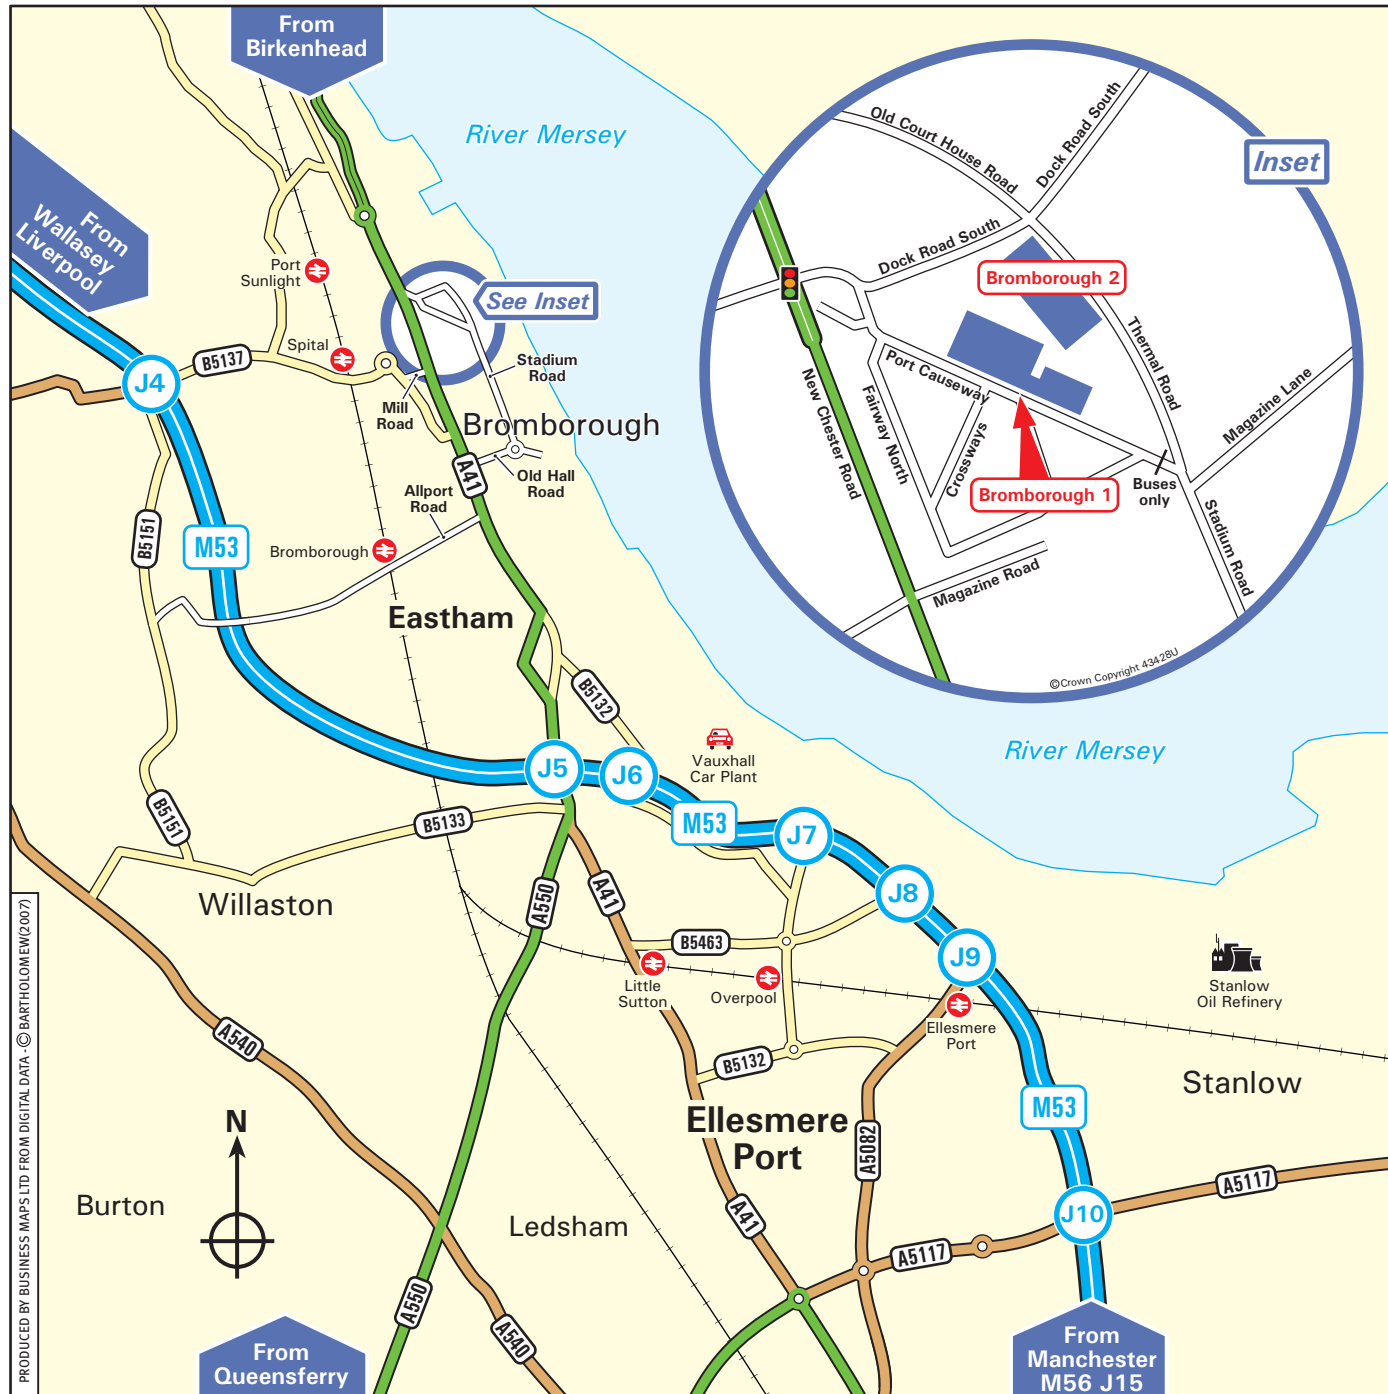 From
Birkenhead
River Mersey
Old Court House Road
Dock Road South
Inset
From
Wallasey
Liverpool
Dock Road South
Port
Sunlight
Bromborough 2
See Inset
Spital
B5137
J4
Stadium
Road
Mill
Road
Thermal Road
Port Causeway
Magazine Lane
New Chester Road
Fairway North
Crossways
Bromborough
A41
Old Hall
Road
Allport
Road
Bromborough 1
Buses
only
B5151
M53
Bromborough
Stadium Road
Magazine Road
Eastham
©Crown Copyright 43428U
B5132
River Mersey
Vauxhall
Car Plant
J5
J6
B5151
B5133
M53
J7
Willaston
A550
A41
J8
B5463
J9
Little
Sutton
Overpool
Stanlow
Oil Refinery
Ellesmere
Port
A540
B5132
Stanlow
M53
N
Ellesmere
Port
A5082
Burton
Ledsham
A41
A5117
J10
A5117
A550
A540
From
Queensferry
From
Manchester
M56 J15
PRODUCED BY BUSINESS MAPS LTD FROM DIGITAL DATA - © BARTHOLOMEW(2007)